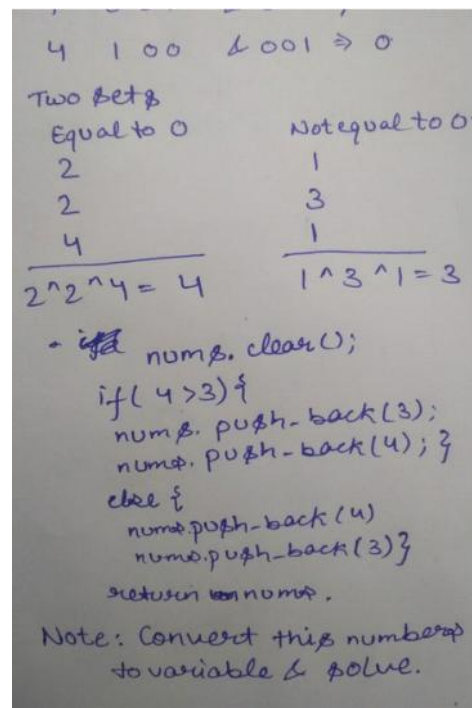 4 1 00 & 001 ⇒ 0
Two sets
Equal to 0 Not equal to 0
2 1
2 3
4 1
2^2^4 = 4 1^3^1 = 3
nums.clear();
if( 4>3){
nums.push_back(3);
nums.push_back(4); }
else {
nums.push_back(4)
nums.push_back(3)}
return nums.
Note: Convert this numbers
to variable & solve.